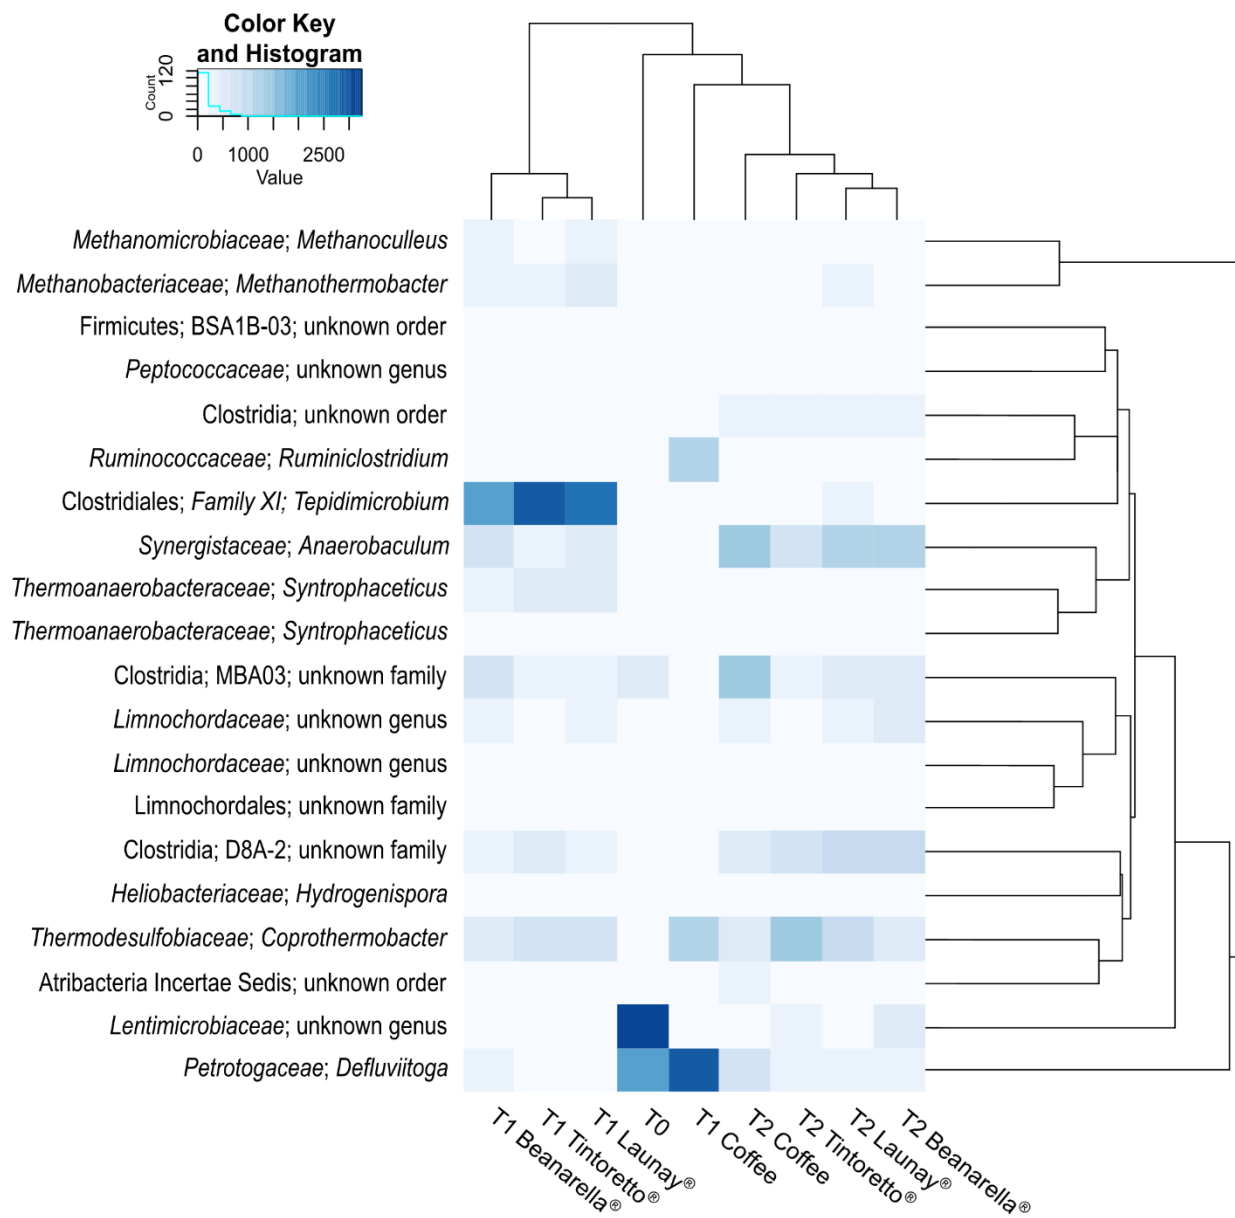 Color Key
and Histogram
Count
0 120
0 1000 2500
Value
Methanomicrobiaceae; Methanoculleus
Methanobacteriaceae; Methanothermobacter
Firmicutes; BSA1B-03; unknown order
Peptococcaceae; unknown genus
Clostridia; unknown order
Ruminococcaceae; Ruminiclostridium
Clostridiales; Family XI; Tepidimicrobium
Synergistaceae; Anaerobaculum
Thermoanaerobacteraceae; Syntrophaceticus
Thermoanaerobacteraceae; Syntrophaceticus
Clostridia; MBA03; unknown family
Limnochordaceae; unknown genus
Limnochordaceae; unknown genus
Limnochordales; unknown family
Clostridia; D8A-2; unknown family
Heliobacteriaceae; Hydrogenispora
Thermodesulfobiaceae; Coprothermobacter
Atribacteria Incertae Sedis; unknown order
Lentimicrobiaceae; unknown genus
Petrotogaceae; Defluviitoga
T1 Beanarella®
T1 Tintoretto®
T1 Launay®
T0
T1 Coffee
T2 Coffee
T2 Tintoretto®
T2 Launay®
T2 Beanarella®